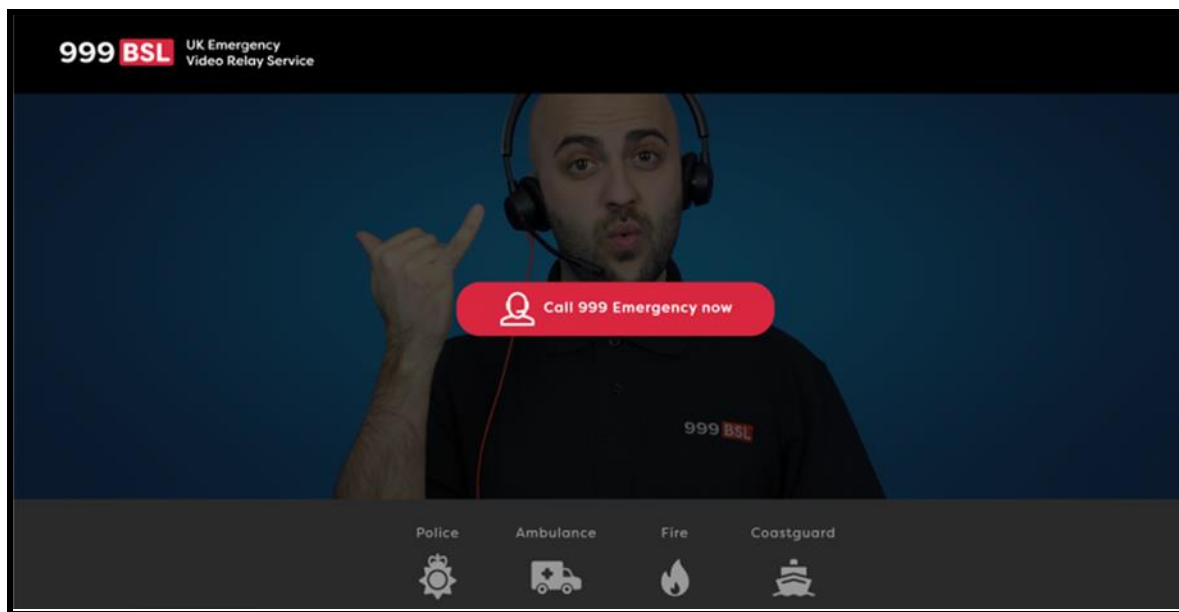 999 BSL UK Emergency
Video Relay Service
Call 999 Emergency now
999 BSL
Police Ambulance Fire Coastguard